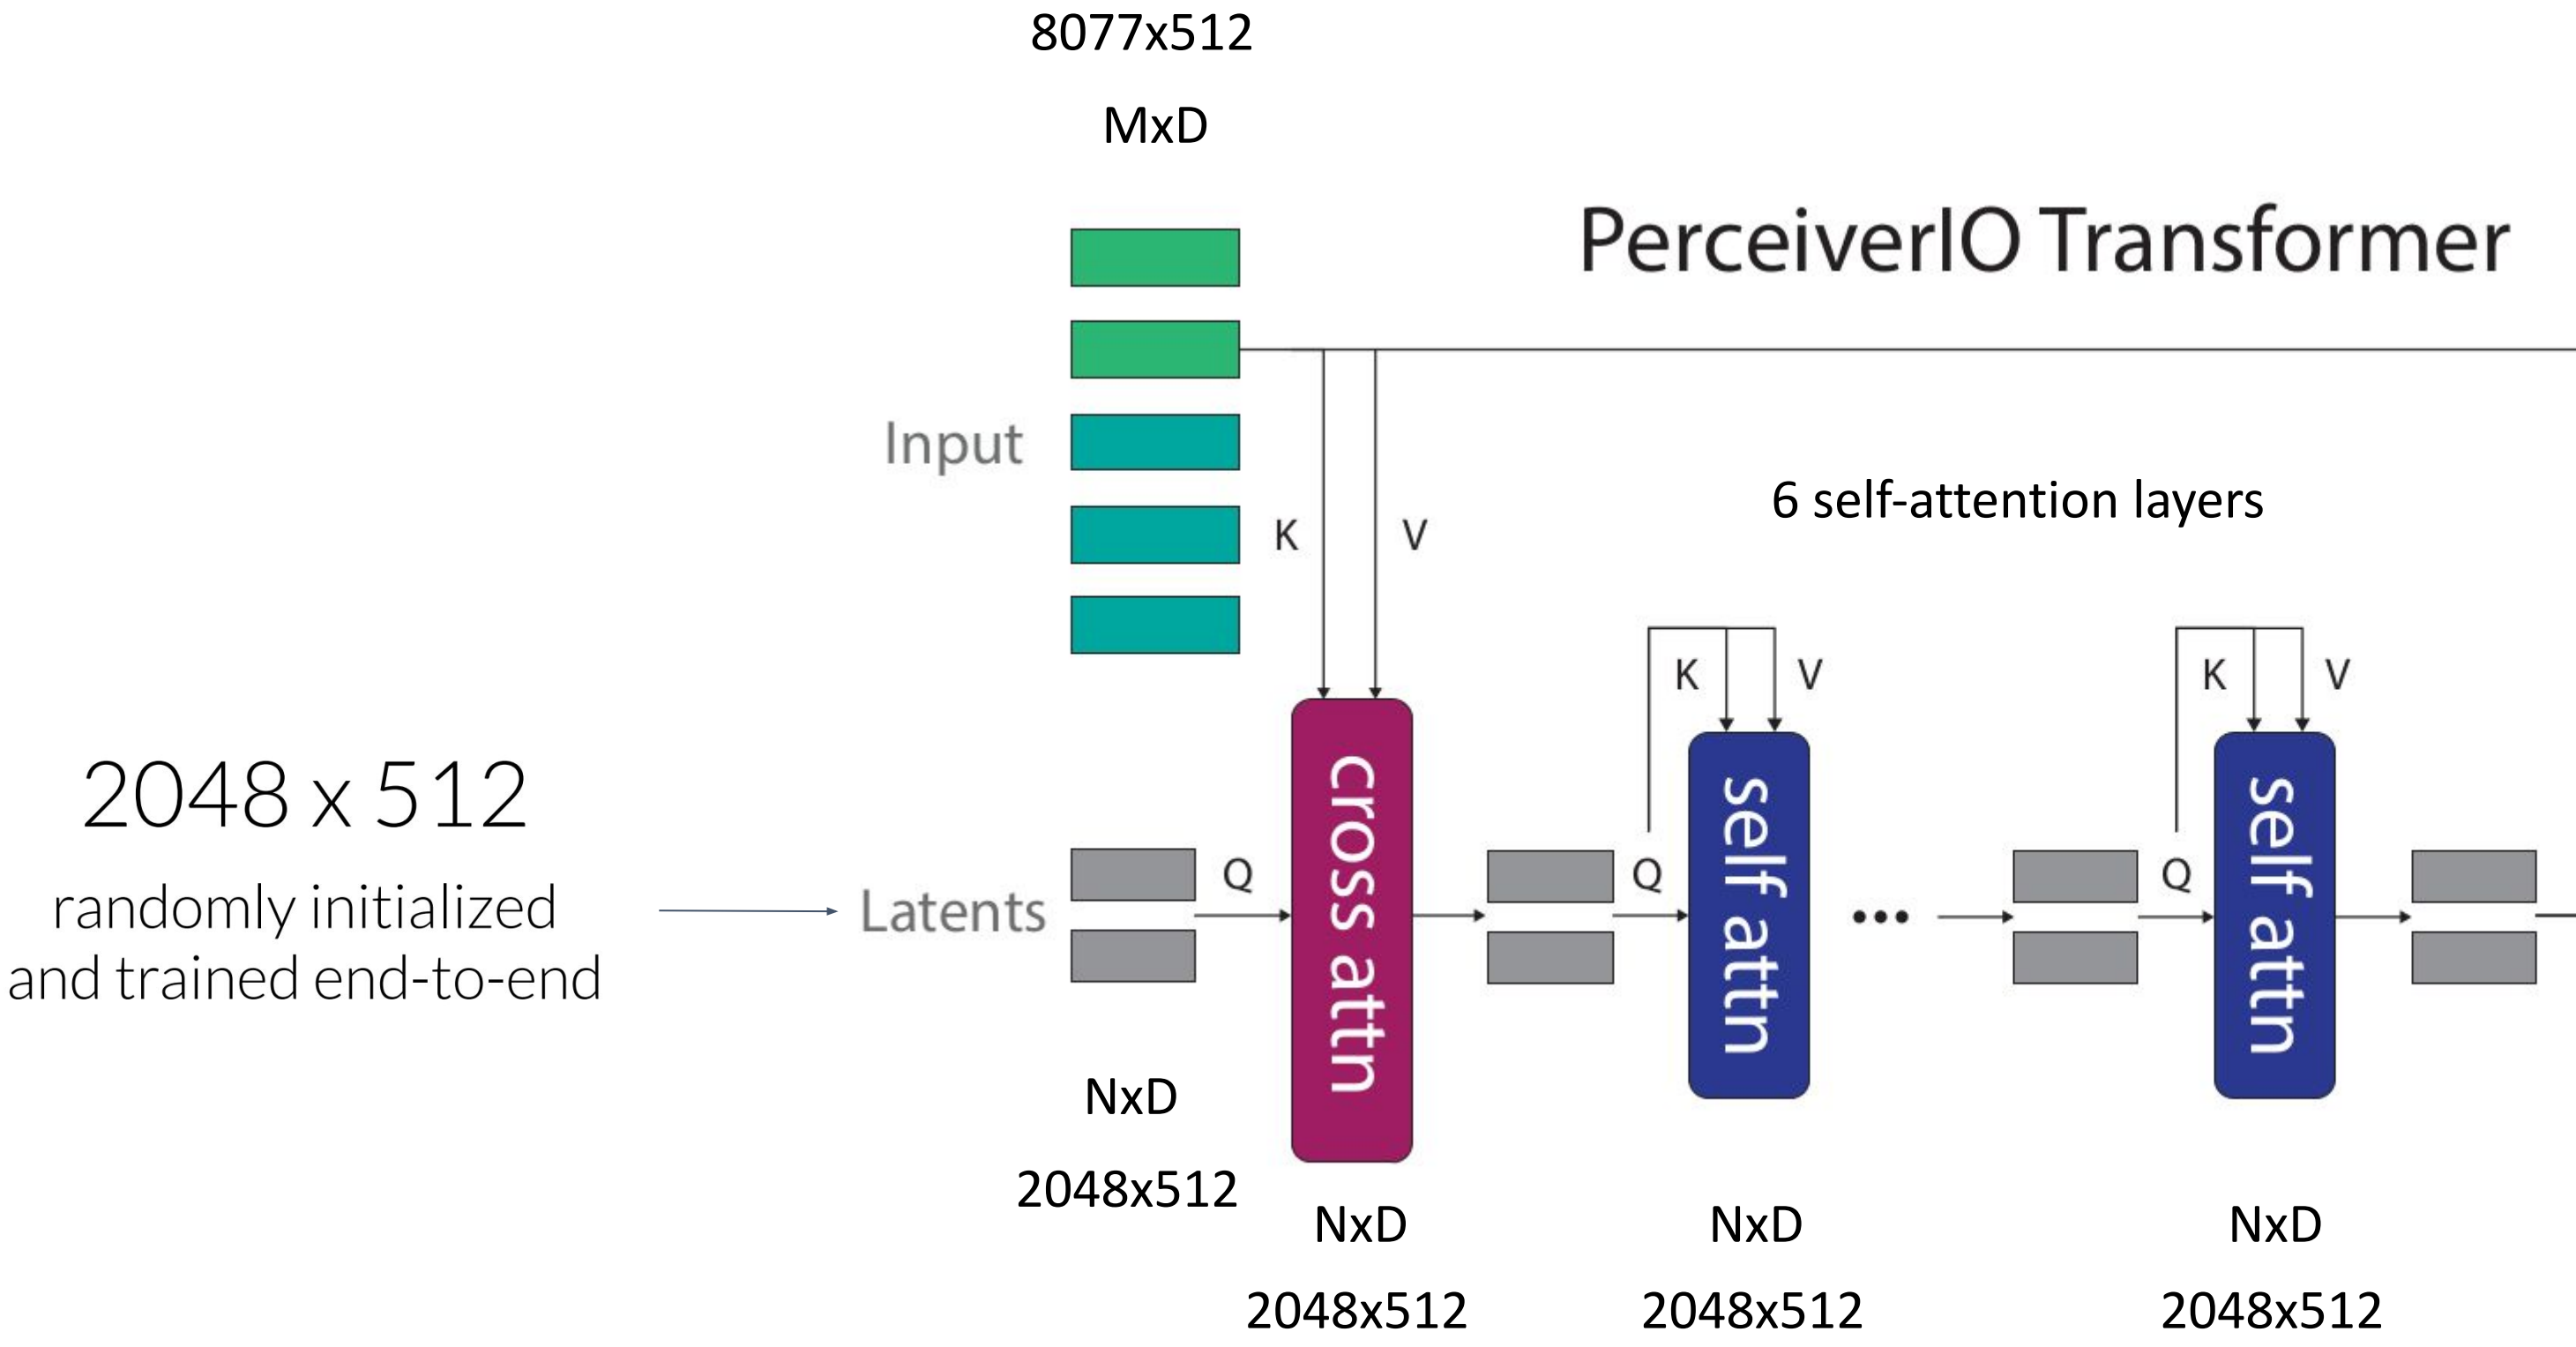 8077x512
MxD
PerceiverIO Transformer
Input
6 self-attention layers
K
V
K
V
K
V
2048 x 512
randomly initialized
and trained end-to-end
Latents
Q
cross attn
Q
self attn
...
Q
self attn
NxD
2048x512
NxD
2048x512
NxD
2048x512
NxD
2048x512